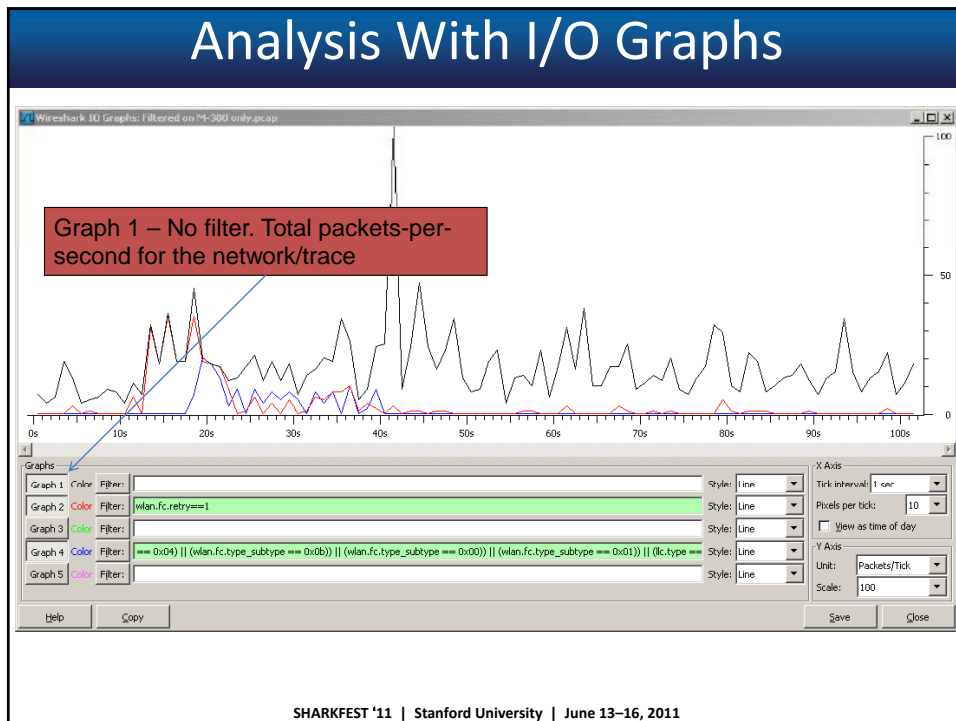 Analysis With I/O Graphs
Wireshark IO Graphs: Filtered on M-300 only.pcap
100
Graph 1 – No filter. Total packets-per-
second for the network/trace
50
0
0s 10s 20s 30s 40s 50s 60s 70s 80s 90s 100s
Graphs
Graph 1 Color Filter: Style: Line
Graph 2 Color Filter: wlan.fc.retry==1 Style: Line
Graph 3 Color Filter: Style: Line
Graph 4 Color Filter: == 0x04) || (wlan.fc.type_subtype == 0x0b)) || (wlan.fc.type_subtype == 0x00)) || (wlan.fc.type_subtype == 0x01)) || (llc.type == Style: Line
Graph 5 Color Filter: Style: Line
X Axis
Tick interval: 1 sec
Pixels per tick: 10
View as time of day
Y Axis
Unit: Packets/Tick
Scale: 100
Help Copy Save Close
SHARKFEST '11 | Stanford University | June 13–16, 2011